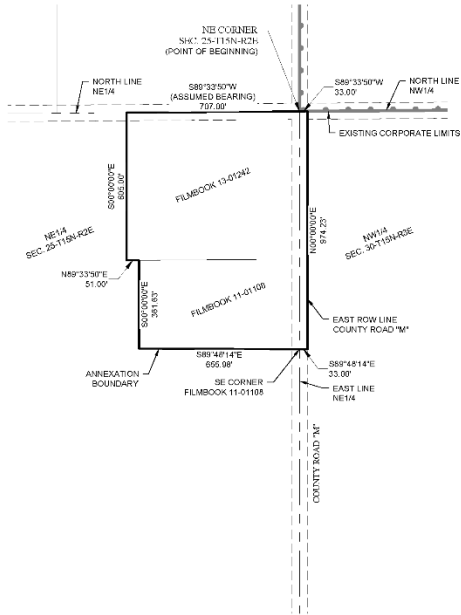 NE CORNER
SEC. 25-T15N-R2E
(POINT OF BEGINNING)
NORTH LINE
NE1/4
S89°33'50"W
(ASSUMED BEARING)
707.00'
S89°33'50"W
33.00'
NORTH LINE
NW1/4
EXISTING CORPORATE LIMITS
S00°00'00"E
605.00'
FILMBOOK 13-01242
N00°00'00"E
974.23'
NE1/4
SEC. 25-T15N-R2E
NW1/4
SEC. 30-T15N-R3E
N89°33'50"E
51.00'
S00°00'00"E
361.63'
FILMBOOK 11-01108
EAST ROW LINE
COUNTY ROAD "M"
ANNEXATION
BOUNDARY
S89°48'14"E
655.98'
S89°48'14"E
33.00'
SE CORNER
FILMBOOK 11-01108
EAST LINE
NE1/4
COUNTY ROAD "M"